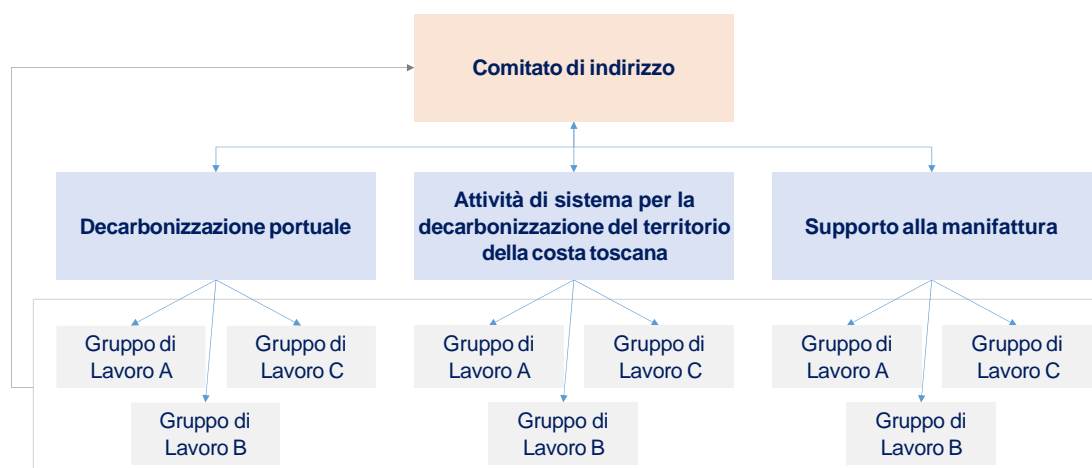 Comitato di indirizzo
Decarbonizzazione portuale
Attività di sistema per la
decarbonizzazione del territorio
della costa toscana
Supporto alla manifattura
Gruppo di
Lavoro A
Gruppo di
Lavoro C
Gruppo di
Lavoro B
Gruppo di
Lavoro A
Gruppo di
Lavoro C
Gruppo di
Lavoro B
Gruppo di
Lavoro A
Gruppo di
Lavoro C
Gruppo di
Lavoro B